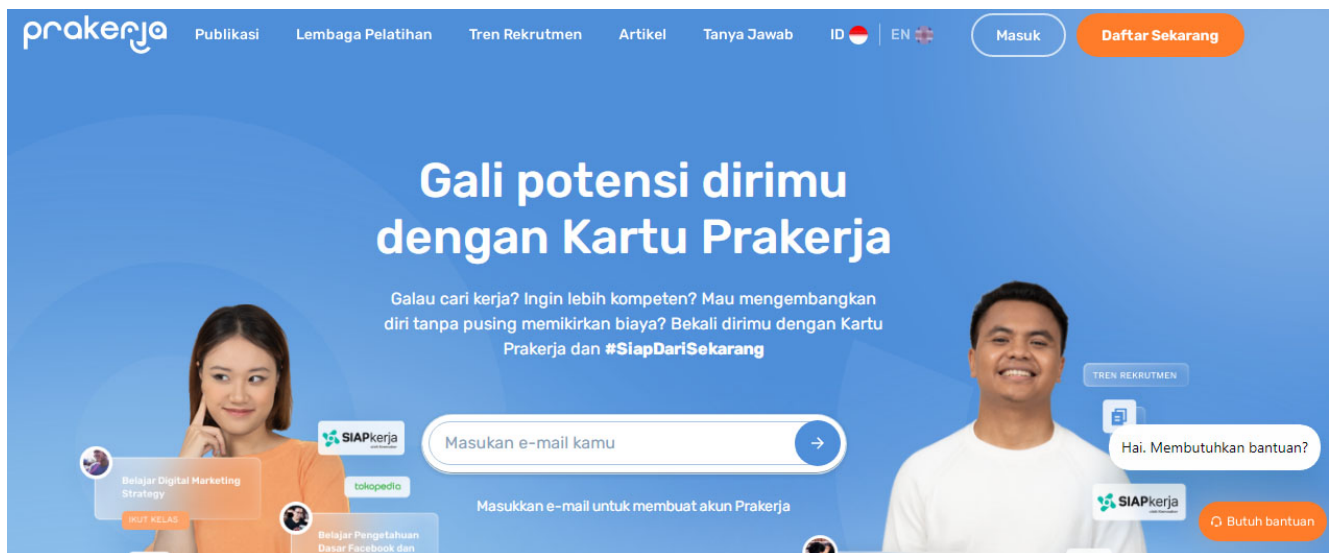 prakerja
Publikasi
Lembaga Pelatihan
Tren Rekrutmen
Artikel
Tanya Jawab
ID
EN
Masuk
Daftar Sekarang
Gali potensi dirimu
dengan Kartu Prakerja
Galau cari kerja? Ingin lebih kompeten? Mau mengembangkan
diri tanpa pusing memikirkan biaya? Bekali dirimu dengan Kartu
Prakerja dan #SiapDariSekarang
Masukan e-mail kamu
Masukkan e-mail untuk membuat akun Prakerja
SIAPkerja
tokopedia
Belajar Digital Marketing
Strategy
IKUT KELAS
Belajar Pengetahuan
Dasar Facebook dan
TREN REKRUTMEN
Hai. Membutuhkan bantuan?
SIAPkerja
Butuh bantuan